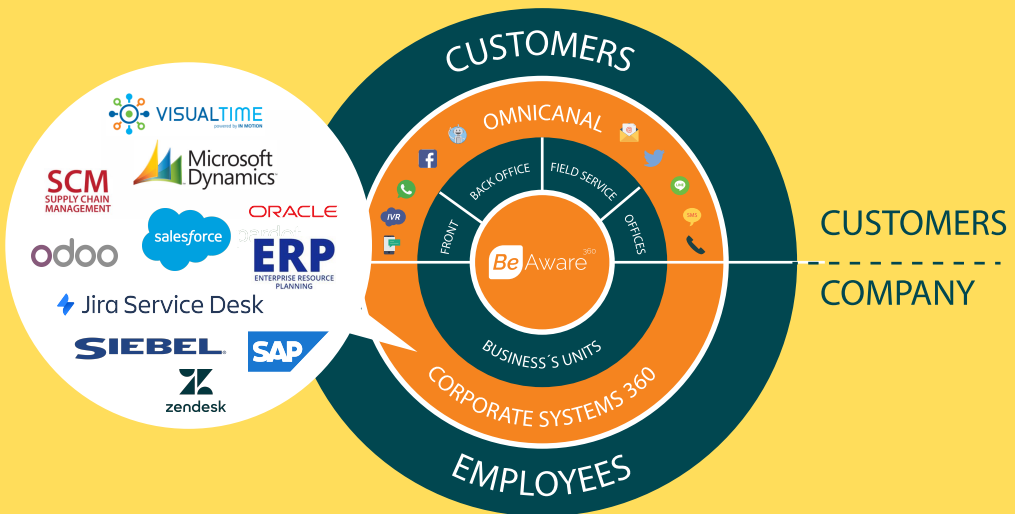 CUSTOMERS
OMNICANAL
IVR
LINE
SMS
FRONT
BACK OFFICE
FIELD SERVICE
OFFICES
Be Aware 360
BUSINESS´S UNITS
CORPORATE SYSTEMS 360
EMPLOYEES
VISUALTIME
powered by IN MOTION
Microsoft
Dynamics
SCM
SUPPLY CHAIN
MANAGEMENT
ORACLE
salesforce
odoo
ERP
ENTERPRISE RESOURCE
PLANNING
Jira Service Desk
SIEBEL.
SAP
zendesk
CUSTOMERS
COMPANY